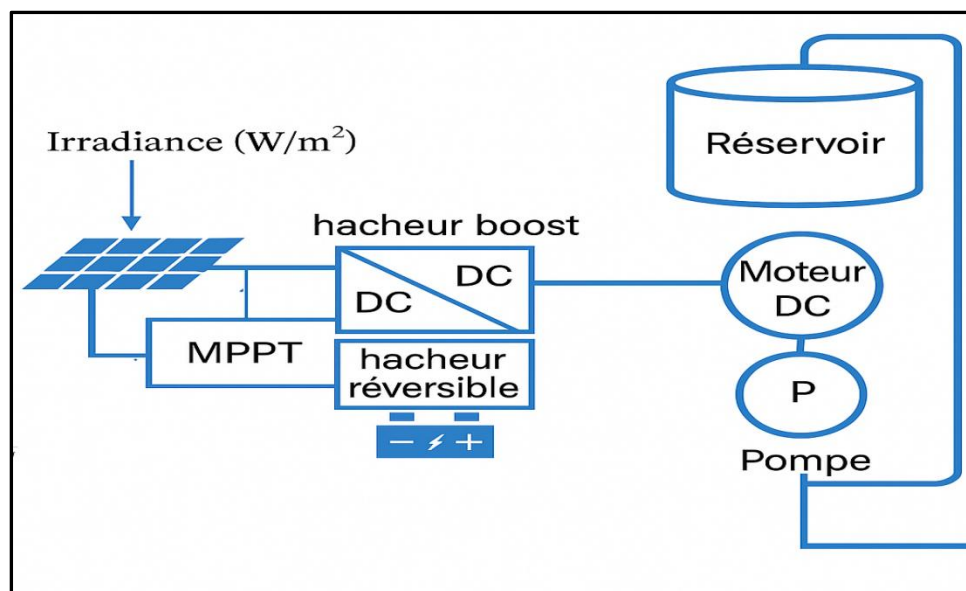 Irradiance (W/m²)
Réservoir
hacheur boost
DC
DC
Moteur
DC
MPPT
hacheur
réversible
P
− +
Pompe